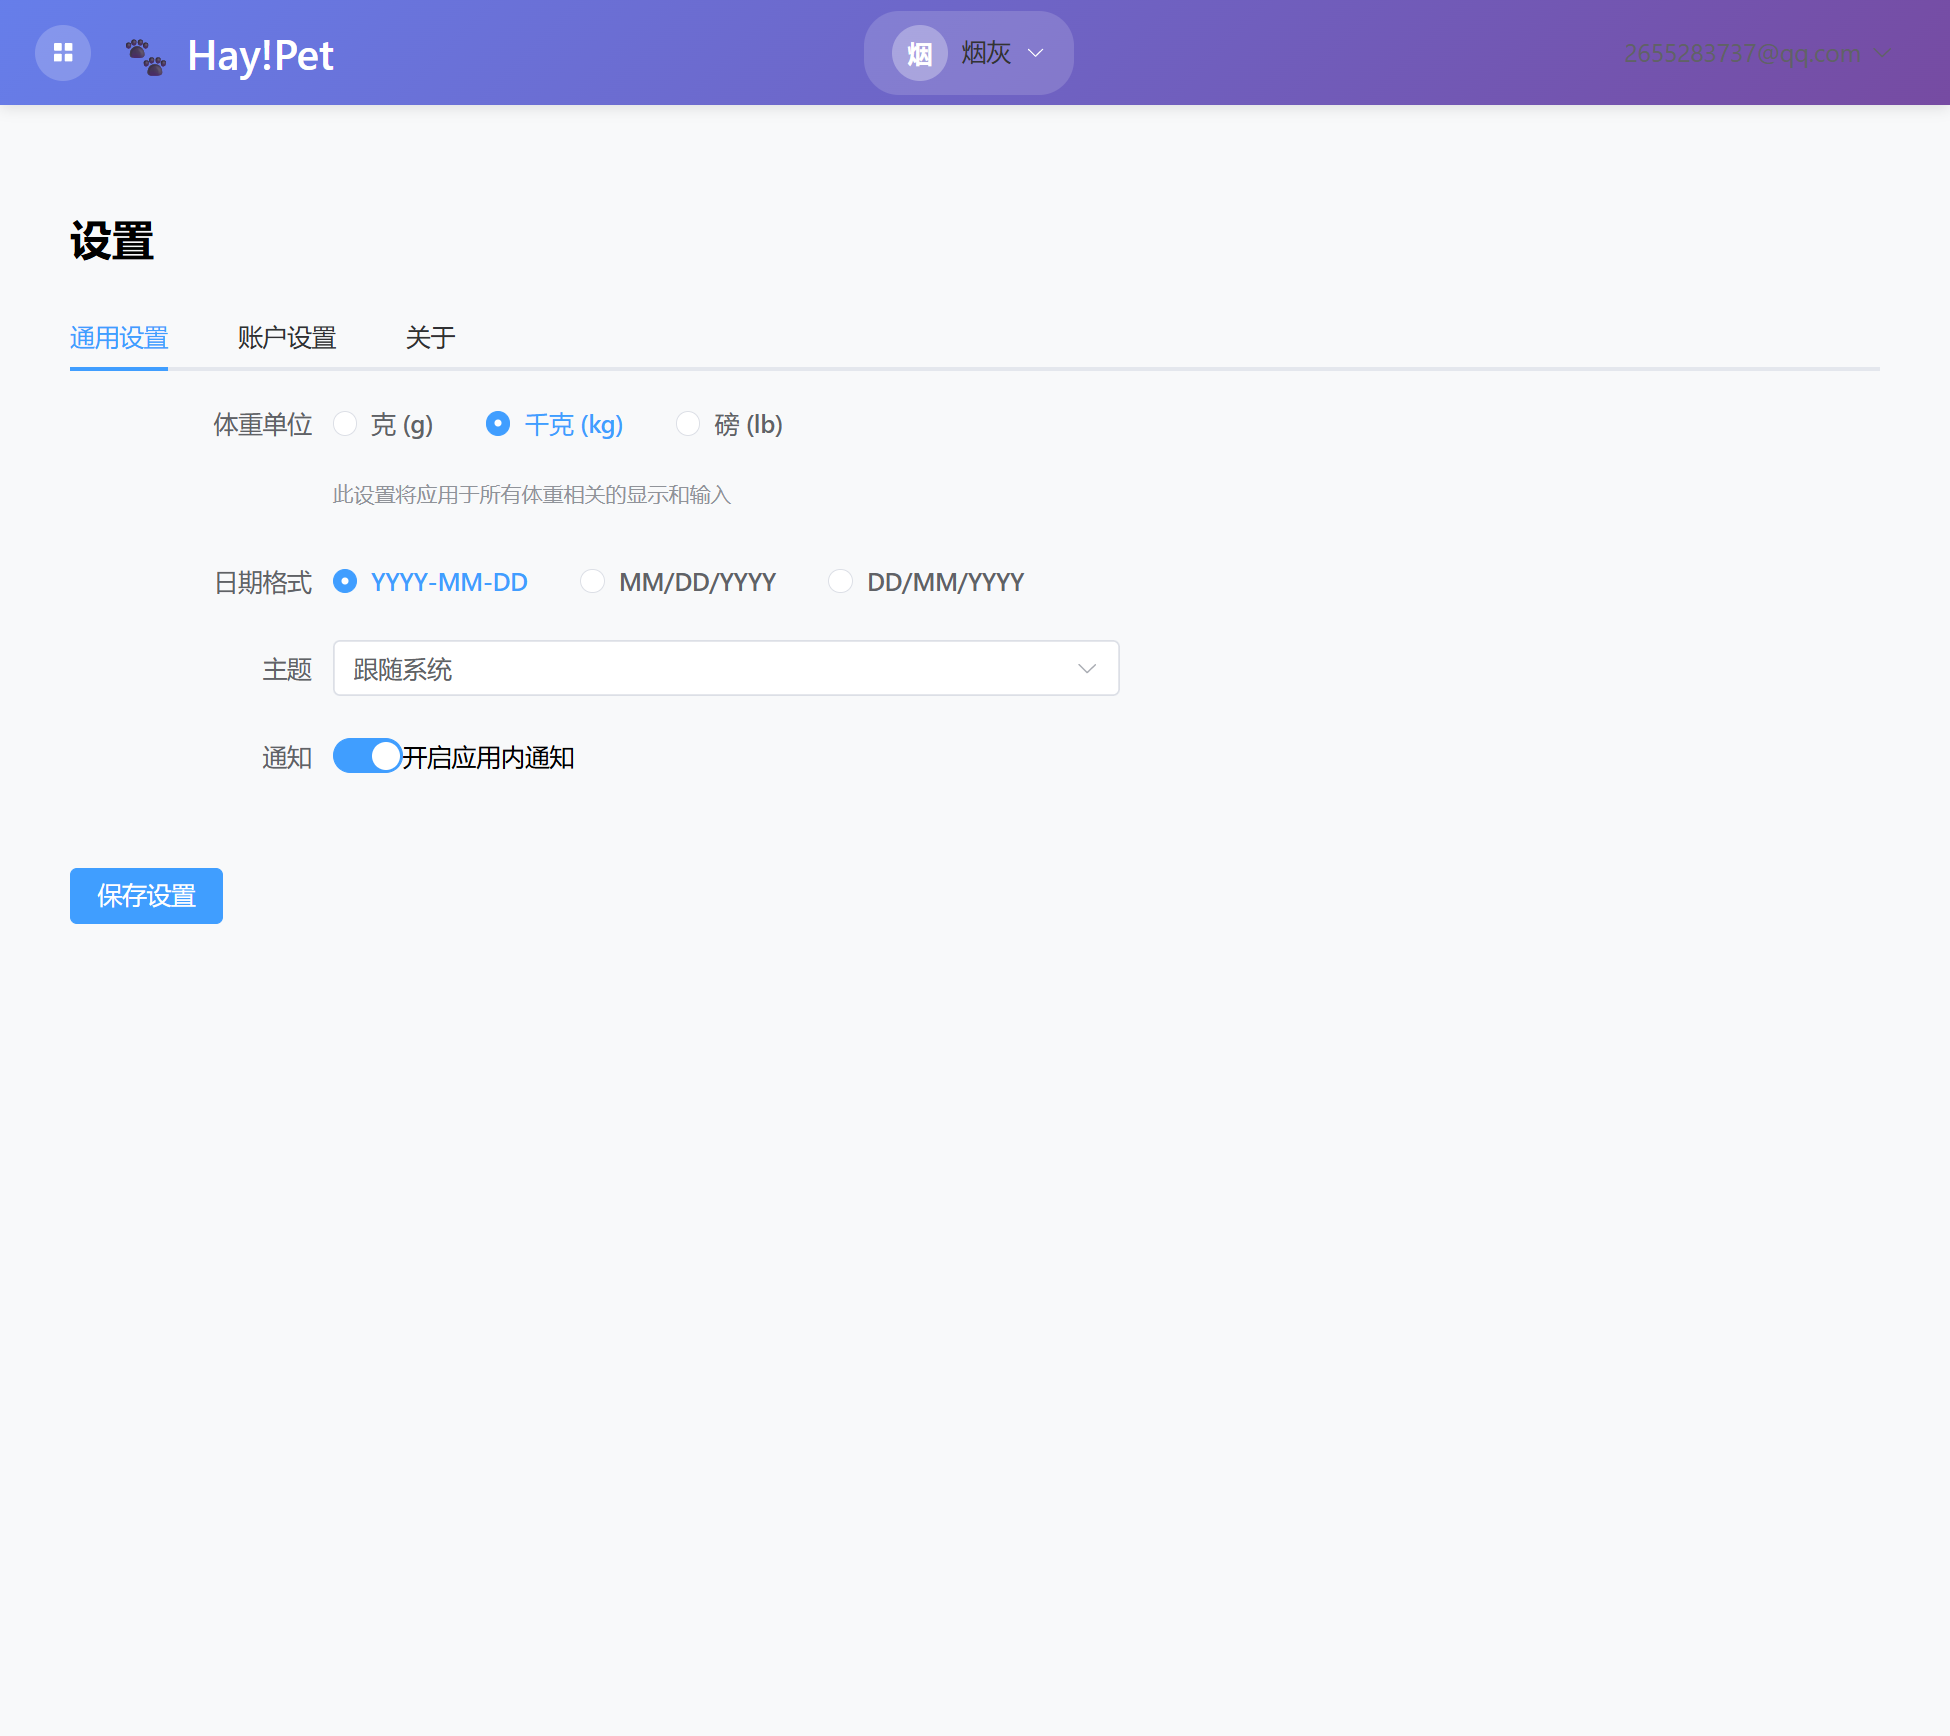 Hay!Pet
烟 烟灰
2655283737@qq.com
设置
通用设置 账户设置 关于
体重单位 克 (g) 千克 (kg) 磅 (lb)
此设置将应用于所有体重相关的显示和输入
日期格式 YYYY-MM-DD MM/DD/YYYY DD/MM/YYYY
主题 跟随系统
通知 开启应用内通知
保存设置